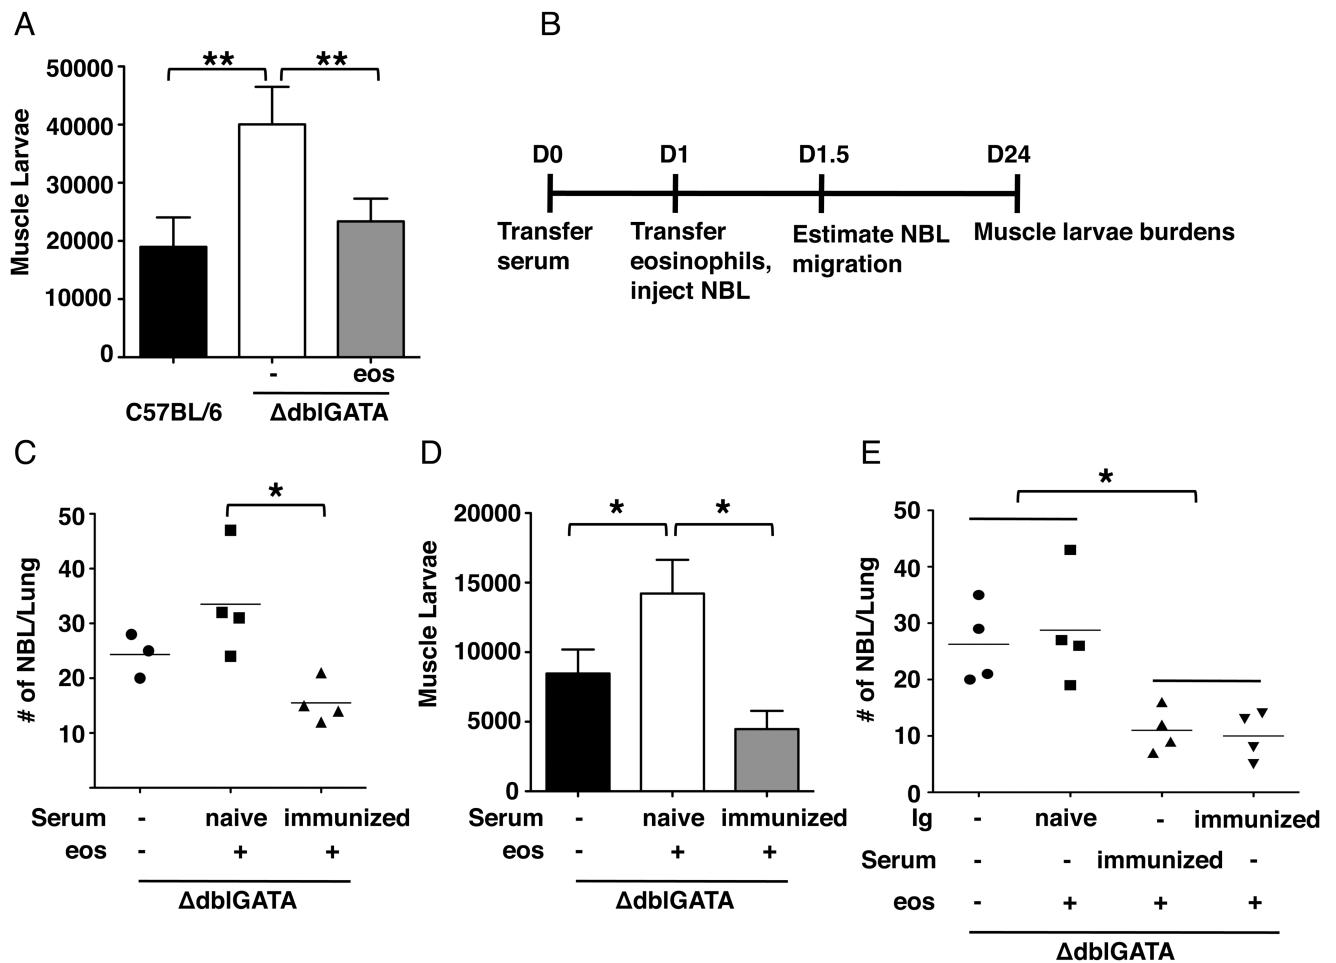 A
**
**
Muscle Larvae
50000
40000
30000
20000
10000
0
-
eos
C57BL/6
ΔdblGATA
B
D0
D1
D1.5
D24
Transfer
serum
Transfer
eosinophils,
inject NBL
Estimate NBL
migration
Muscle larvae burdens
C
*
# of NBL/Lung
50
40
30
20
10
Serum - naive immunized
eos - + +
ΔdblGATA
D
*
*
Muscle Larvae
20000
15000
10000
5000
0
Serum - naive immunized
eos - + +
ΔdblGATA
E
*
# of NBL/Lung
50
40
30
20
10
0
Ig - naive - immunized
Serum - - immunized -
eos - + + +
ΔdblGATA